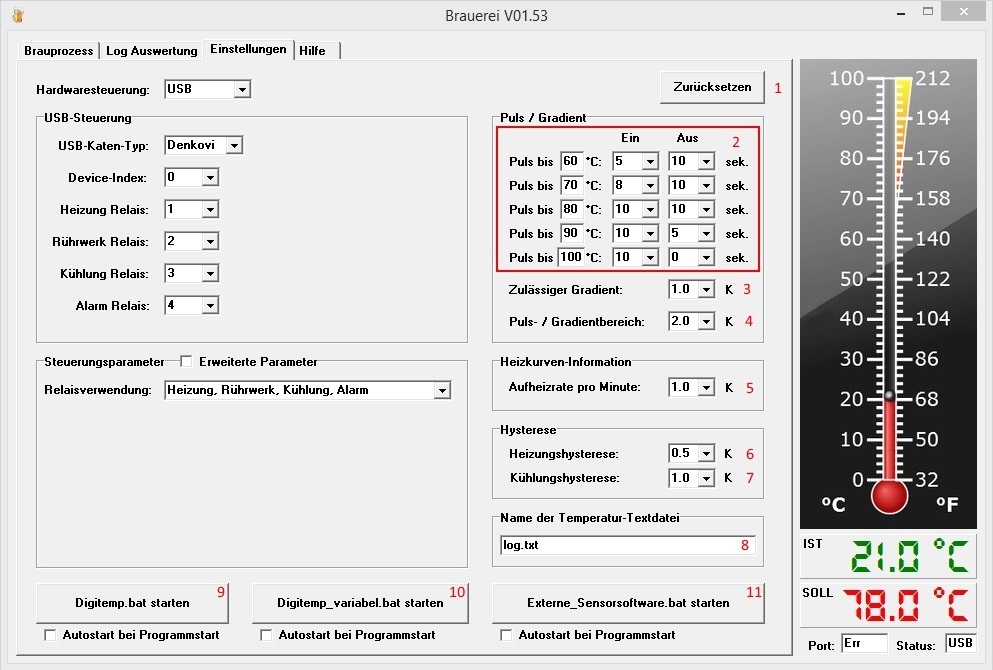 Brauerei V01.53
Brauprozess Log Auswertung Einstellungen Hilfe
Hardwaresteuerung: USB
Zurücksetzen 1
USB-Steuerung
USB-Katen-Typ: Denkovi
Device-Index: 0
Heizung Relais: 1
Rührwerk Relais: 2
Kühlung Relais: 3
Alarm Relais: 4
Steuerungsparameter Erweiterte Parameter
Relaisverwendung: Heizung, Rührwerk, Kühlung, Alarm
Puls / Gradient
Ein Aus 2
Puls bis 60 °C: 5 10 sek.
Puls bis 70 °C: 8 10 sek.
Puls bis 80 °C: 10 10 sek.
Puls bis 90 °C: 10 5 sek.
Puls bis 100 °C: 10 0 sek.
Zulässiger Gradient: 1.0 K 3
Puls- / Gradientbereich: 2.0 K 4
Heizkurven-Information
Aufheizrate pro Minute: 1.0 K 5
Hysterese
Heizungshysterese: 0.5 K 6
Kühlungshysterese: 1.0 K 7
Name der Temperatur-Textdatei
log.txt 8
Digitemp.bat starten 9
Autostart bei Programmstart
Digitemp_variabel.bat starten 10
Autostart bei Programmstart
Externe_Sensorsoftware.bat starten 11
Autostart bei Programmstart
100 212
90 194
80 176
70 158
60 140
50 122
40 104
30 86
20 68
10 50
0 32
ºC ºF
IST 21.0 °C
SOLL 78.0 °C
Port: Err Status: USB